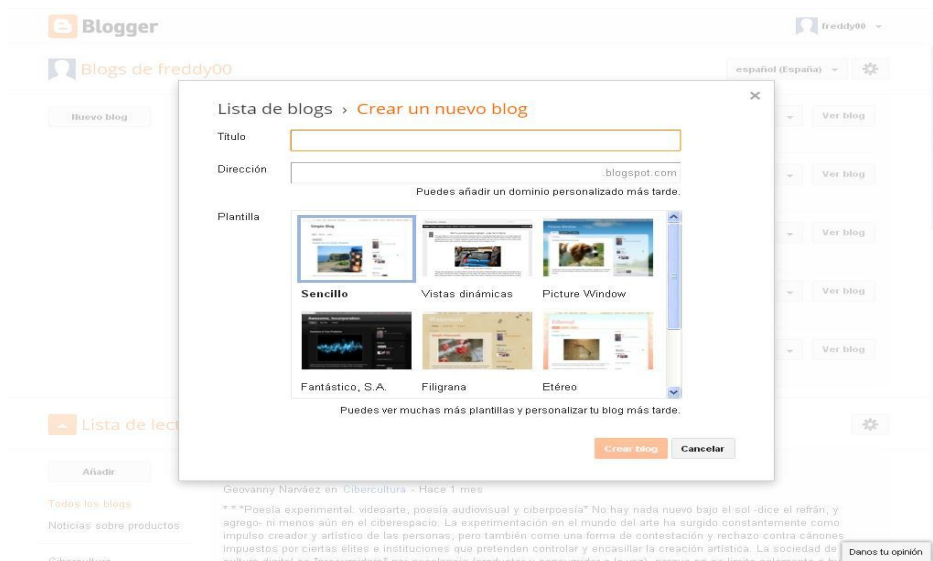 Blogger
freddy00
Blogs de freddy00
español (España)
Nuevo blog
Ver blog
Ver blog
Ver blog
Ver blog
Ver blog
Lista de blogs › Crear un nuevo blog
Título
Dirección
.blogspot.com
Puedes añadir un dominio personalizado más tarde.
Plantilla
Sencillo
Vistas dinámicas
Picture Window
Fantástico, S.A.
Filigrana
Etéreo
Puedes ver muchas más plantillas y personalizar tu blog más tarde.
Crear blog
Cancelar
Lista de lect
Añadir
Todos los blogs
Noticias sobre productos
Cibercultura
Geovanny Narváez en Cibercultura - Hace 1 mes
* * *Poesía experimental: videoarte, poesía audiovisual y ciberpoesía* No hay nada nuevo bajo el sol -dice el refrán, y
agrego- ni menos aún en el ciberespacio. La experimentación en el mundo del arte ha surgido constantemente como
impulso creador y artístico de las personas, pero también como una forma de contestación y rechazo contra cánones
impuestos por ciertas élites e instituciones que pretenden controlar y encasillar la creación artística. La sociedad de
Danos tu opinión